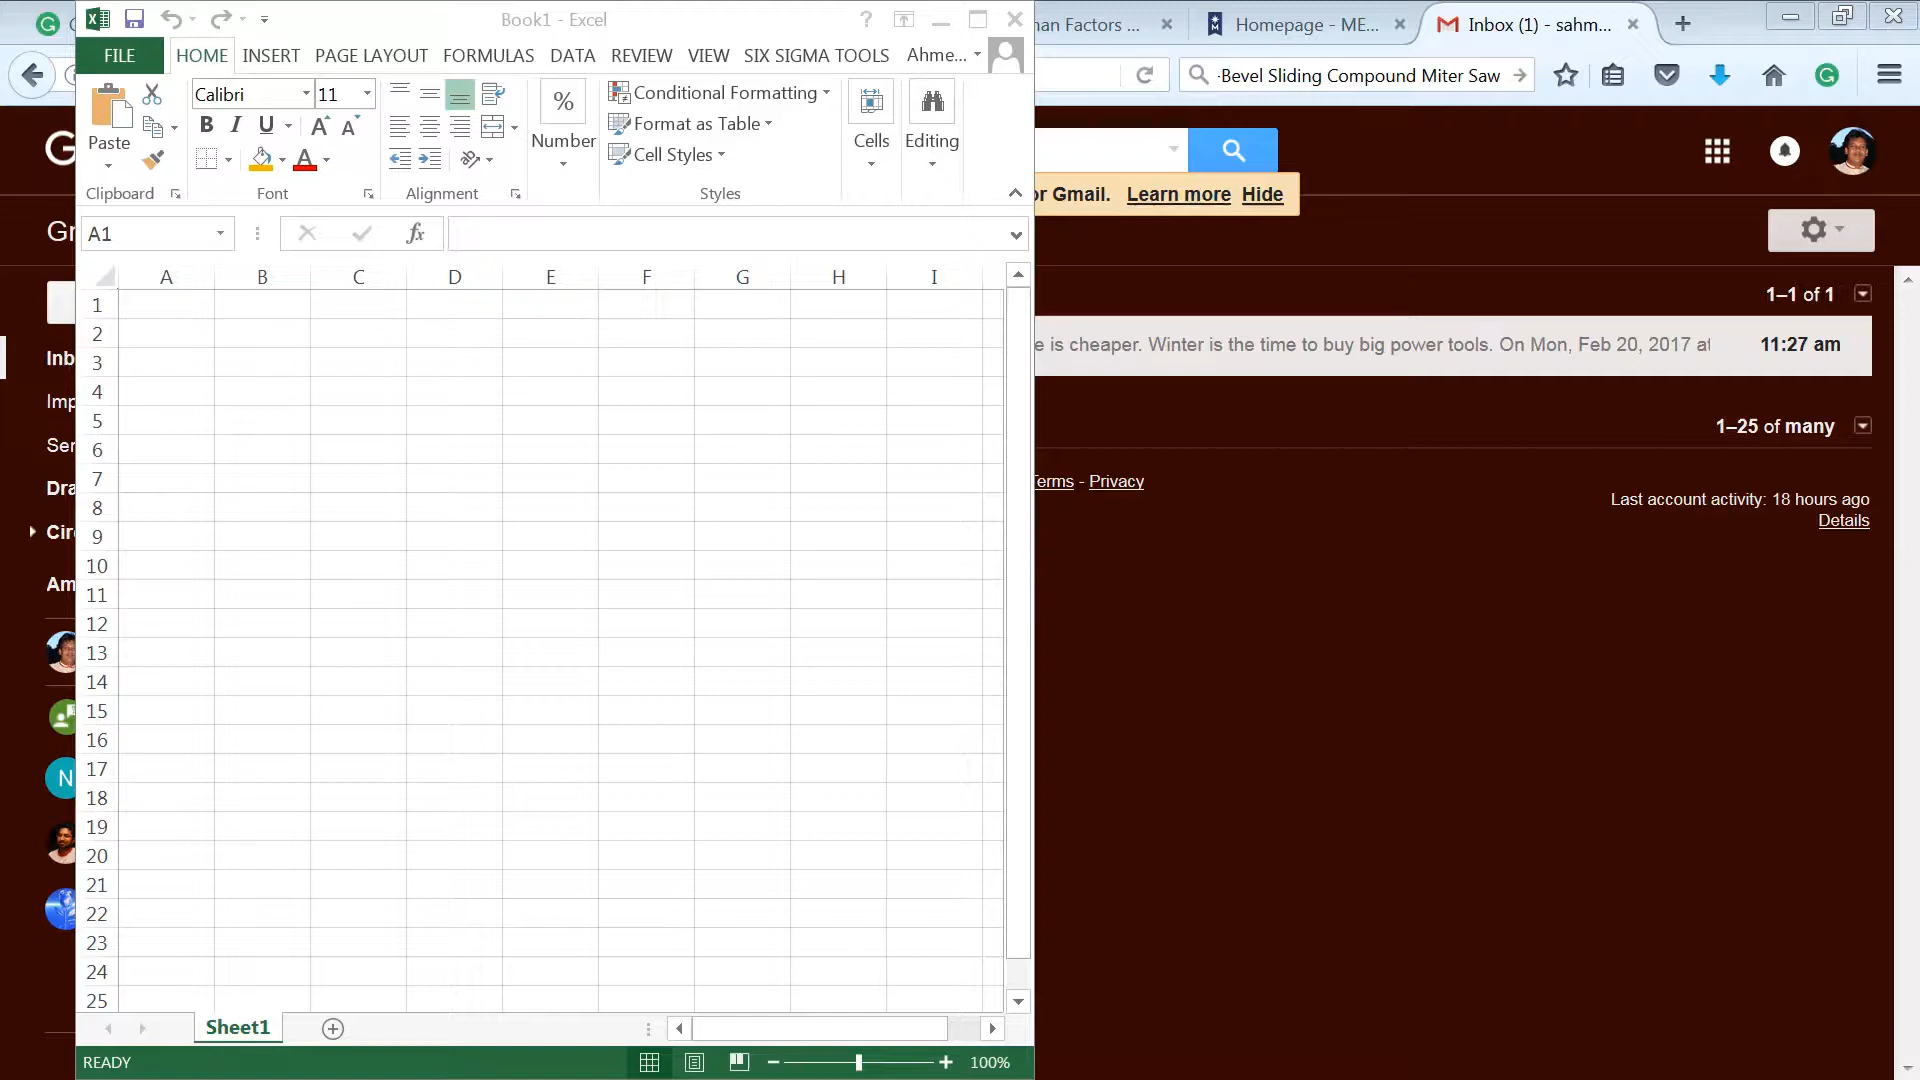 Book1 - Excel
an Factors ...
Homepage - ME...
Inbox (1) - sahm...
FILE HOME INSERT PAGE LAYOUT FORMULAS DATA REVIEW VIEW SIX SIGMA TOOLS Ahme...
-Bevel Sliding Compound Miter Saw
Paste
Calibri 11
B I U A A
A
%
Number
Conditional Formatting
Format as Table
Cell Styles
Cells
Editing
Clipboard Font Alignment Styles
or Gmail. Learn more Hide
A1
fx
A B C D E F G H I
1
2
3
4
5
6
7
8
9
10
11
12
13
14
15
16
17
18
19
20
21
22
23
24
25
Sheet1
READY
100%
G
Gr
Inb
Imp
Ser
Dra
Cir
Am
N
1–1 of 1
e is cheaper. Winter is the time to buy big power tools. On Mon, Feb 20, 2017 at 11:27 am
1–25 of many
Terms - Privacy
Last account activity: 18 hours ago
Details